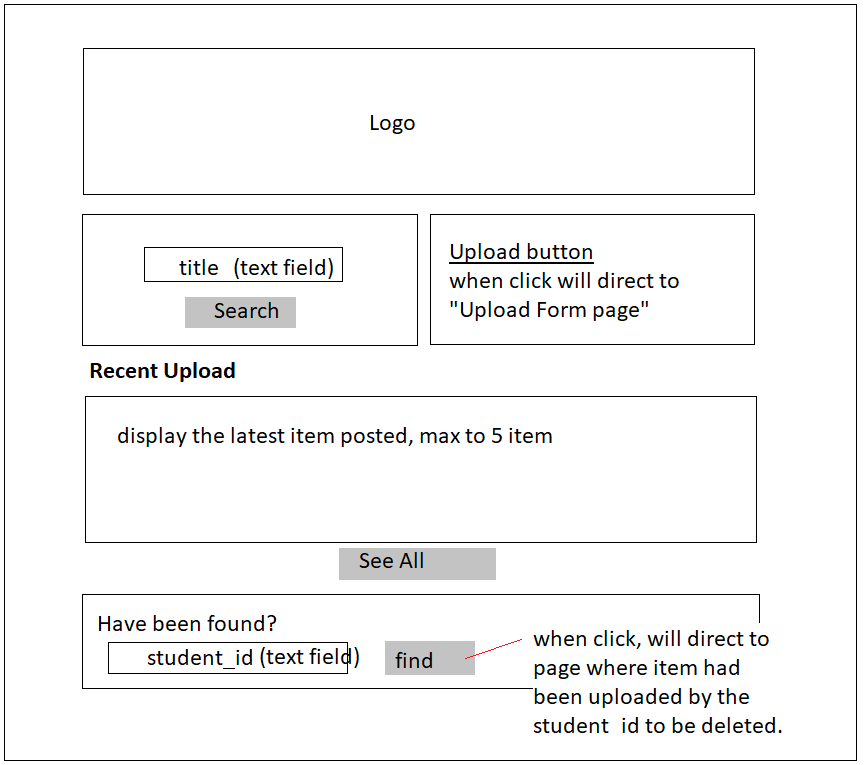 Logo
title (text field)
Search
Upload button
when click will direct to
"Upload Form page"
Recent Upload
display the latest item posted, max to 5 item
See All
Have been found?
student_id (text field)
find
when click, will direct to
page where item had
been uploaded by the
student_id to be deleted.